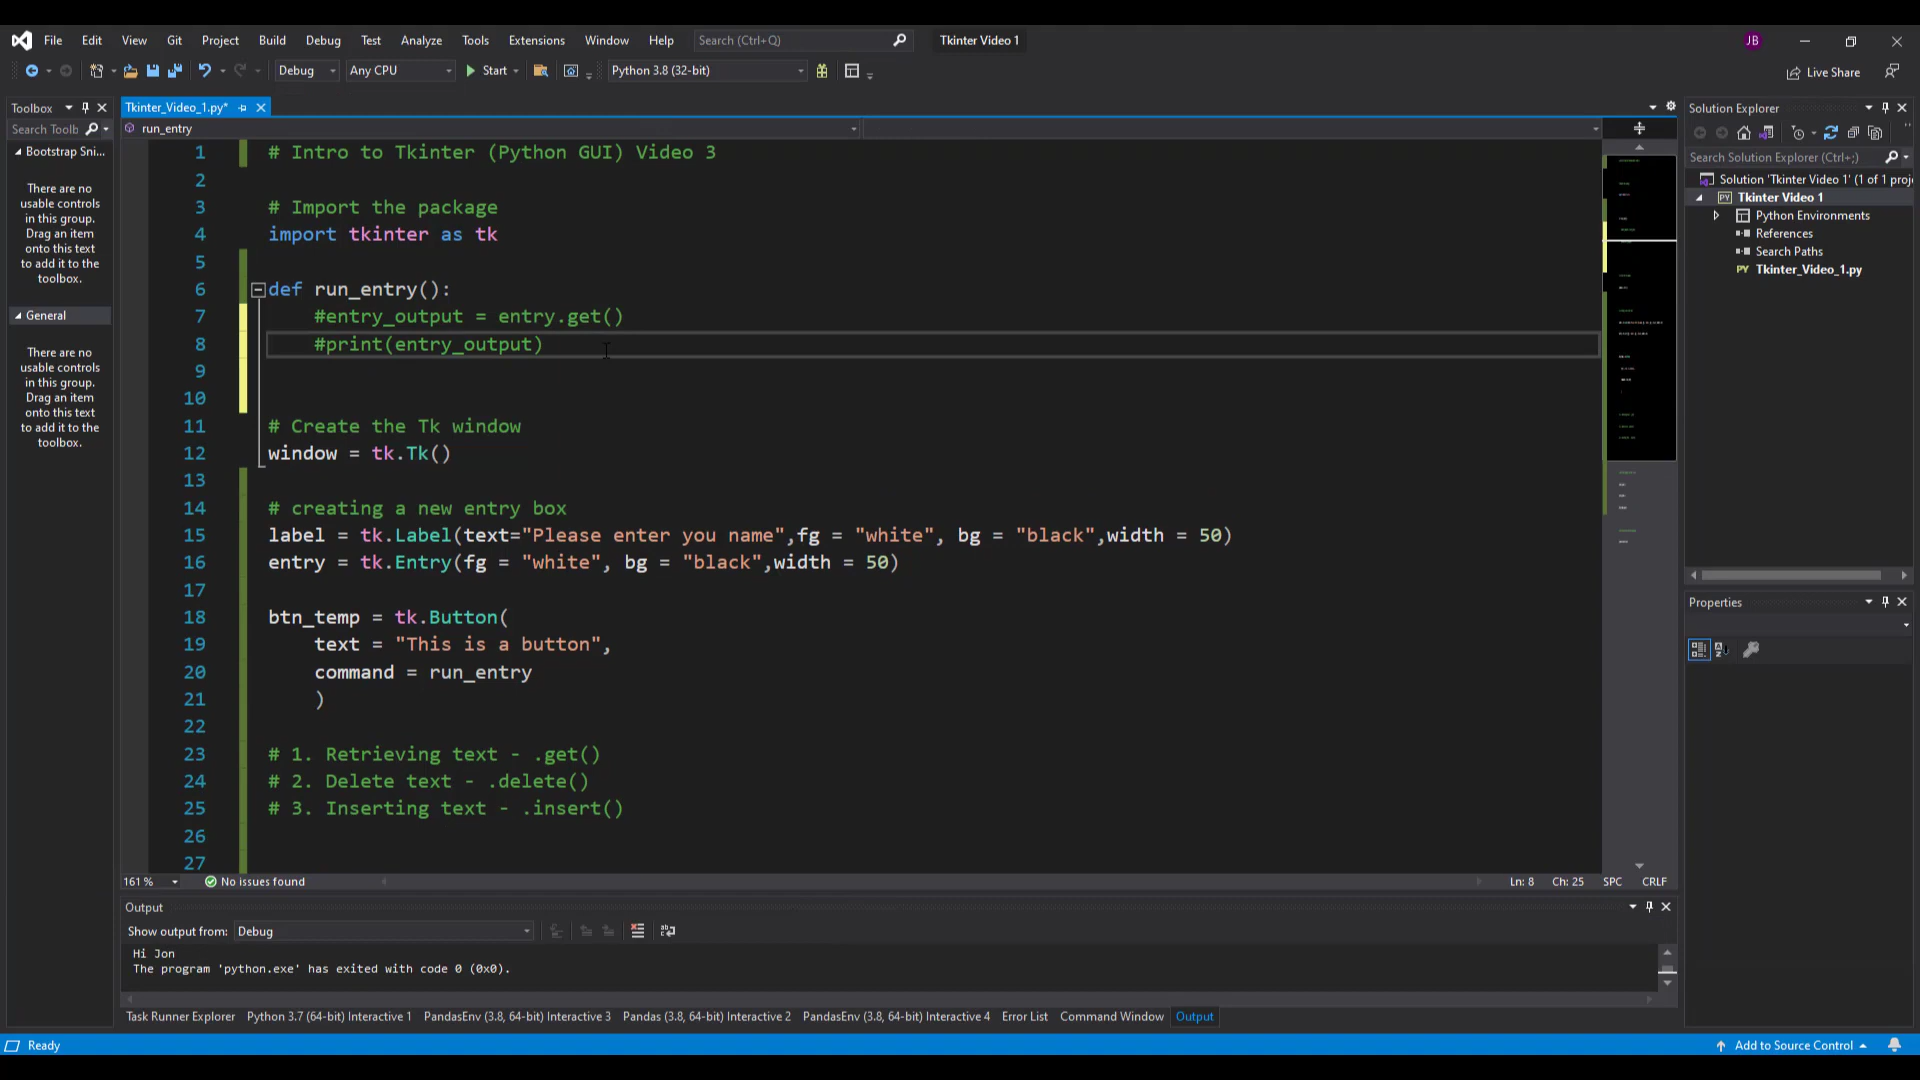 File Edit View Git Project Build Debug Test Analyze Tools Extensions Window Help Search (Ctrl+Q) Tkinter Video 1 JB
Debug Any CPU Start Python 3.8 (32-bit) Live Share
Toolbox
Search Toolb
Bootstrap Sni...
There are no
usable controls
in this group.
Drag an item
onto this text
to add it to the
toolbox.
General
There are no
usable controls
in this group.
Drag an item
onto this text
to add it to the
toolbox.
Tkinter_Video_1.py*
run_entry
1 # Intro to Tkinter (Python GUI) Video 3
2
3 # Import the package
4 import tkinter as tk
5
6 def run_entry():
7 #entry_output = entry.get()
8 #print(entry_output)
9
10
11 # Create the Tk window
12 window = tk.Tk()
13
14 # creating a new entry box
15 label = tk.Label(text="Please enter you name",fg = "white", bg = "black",width = 50)
16 entry = tk.Entry(fg = "white", bg = "black",width = 50)
17
18 btn_temp = tk.Button(
19 text = "This is a button",
20 command = run_entry
21 )
22
23 # 1. Retrieving text - .get()
24 # 2. Delete text - .delete()
25 # 3. Inserting text - .insert()
26
27
161 % No issues found Ln: 8 Ch: 25 SPC CRLF
Output
Show output from: Debug
Hi Jon
The program 'python.exe' has exited with code 0 (0x0).
Task Runner Explorer Python 3.7 (64-bit) Interactive 1 PandasEnv (3.8, 64-bit) Interactive 3 Pandas (3.8, 64-bit) Interactive 2 PandasEnv (3.8, 64-bit) Interactive 4 Error List Command Window Output
Solution Explorer
Search Solution Explorer (Ctrl+;)
Solution 'Tkinter Video 1' (1 of 1 proj
Tkinter Video 1
Python Environments
References
Search Paths
Tkinter_Video_1.py
Properties
Ready Add to Source Control